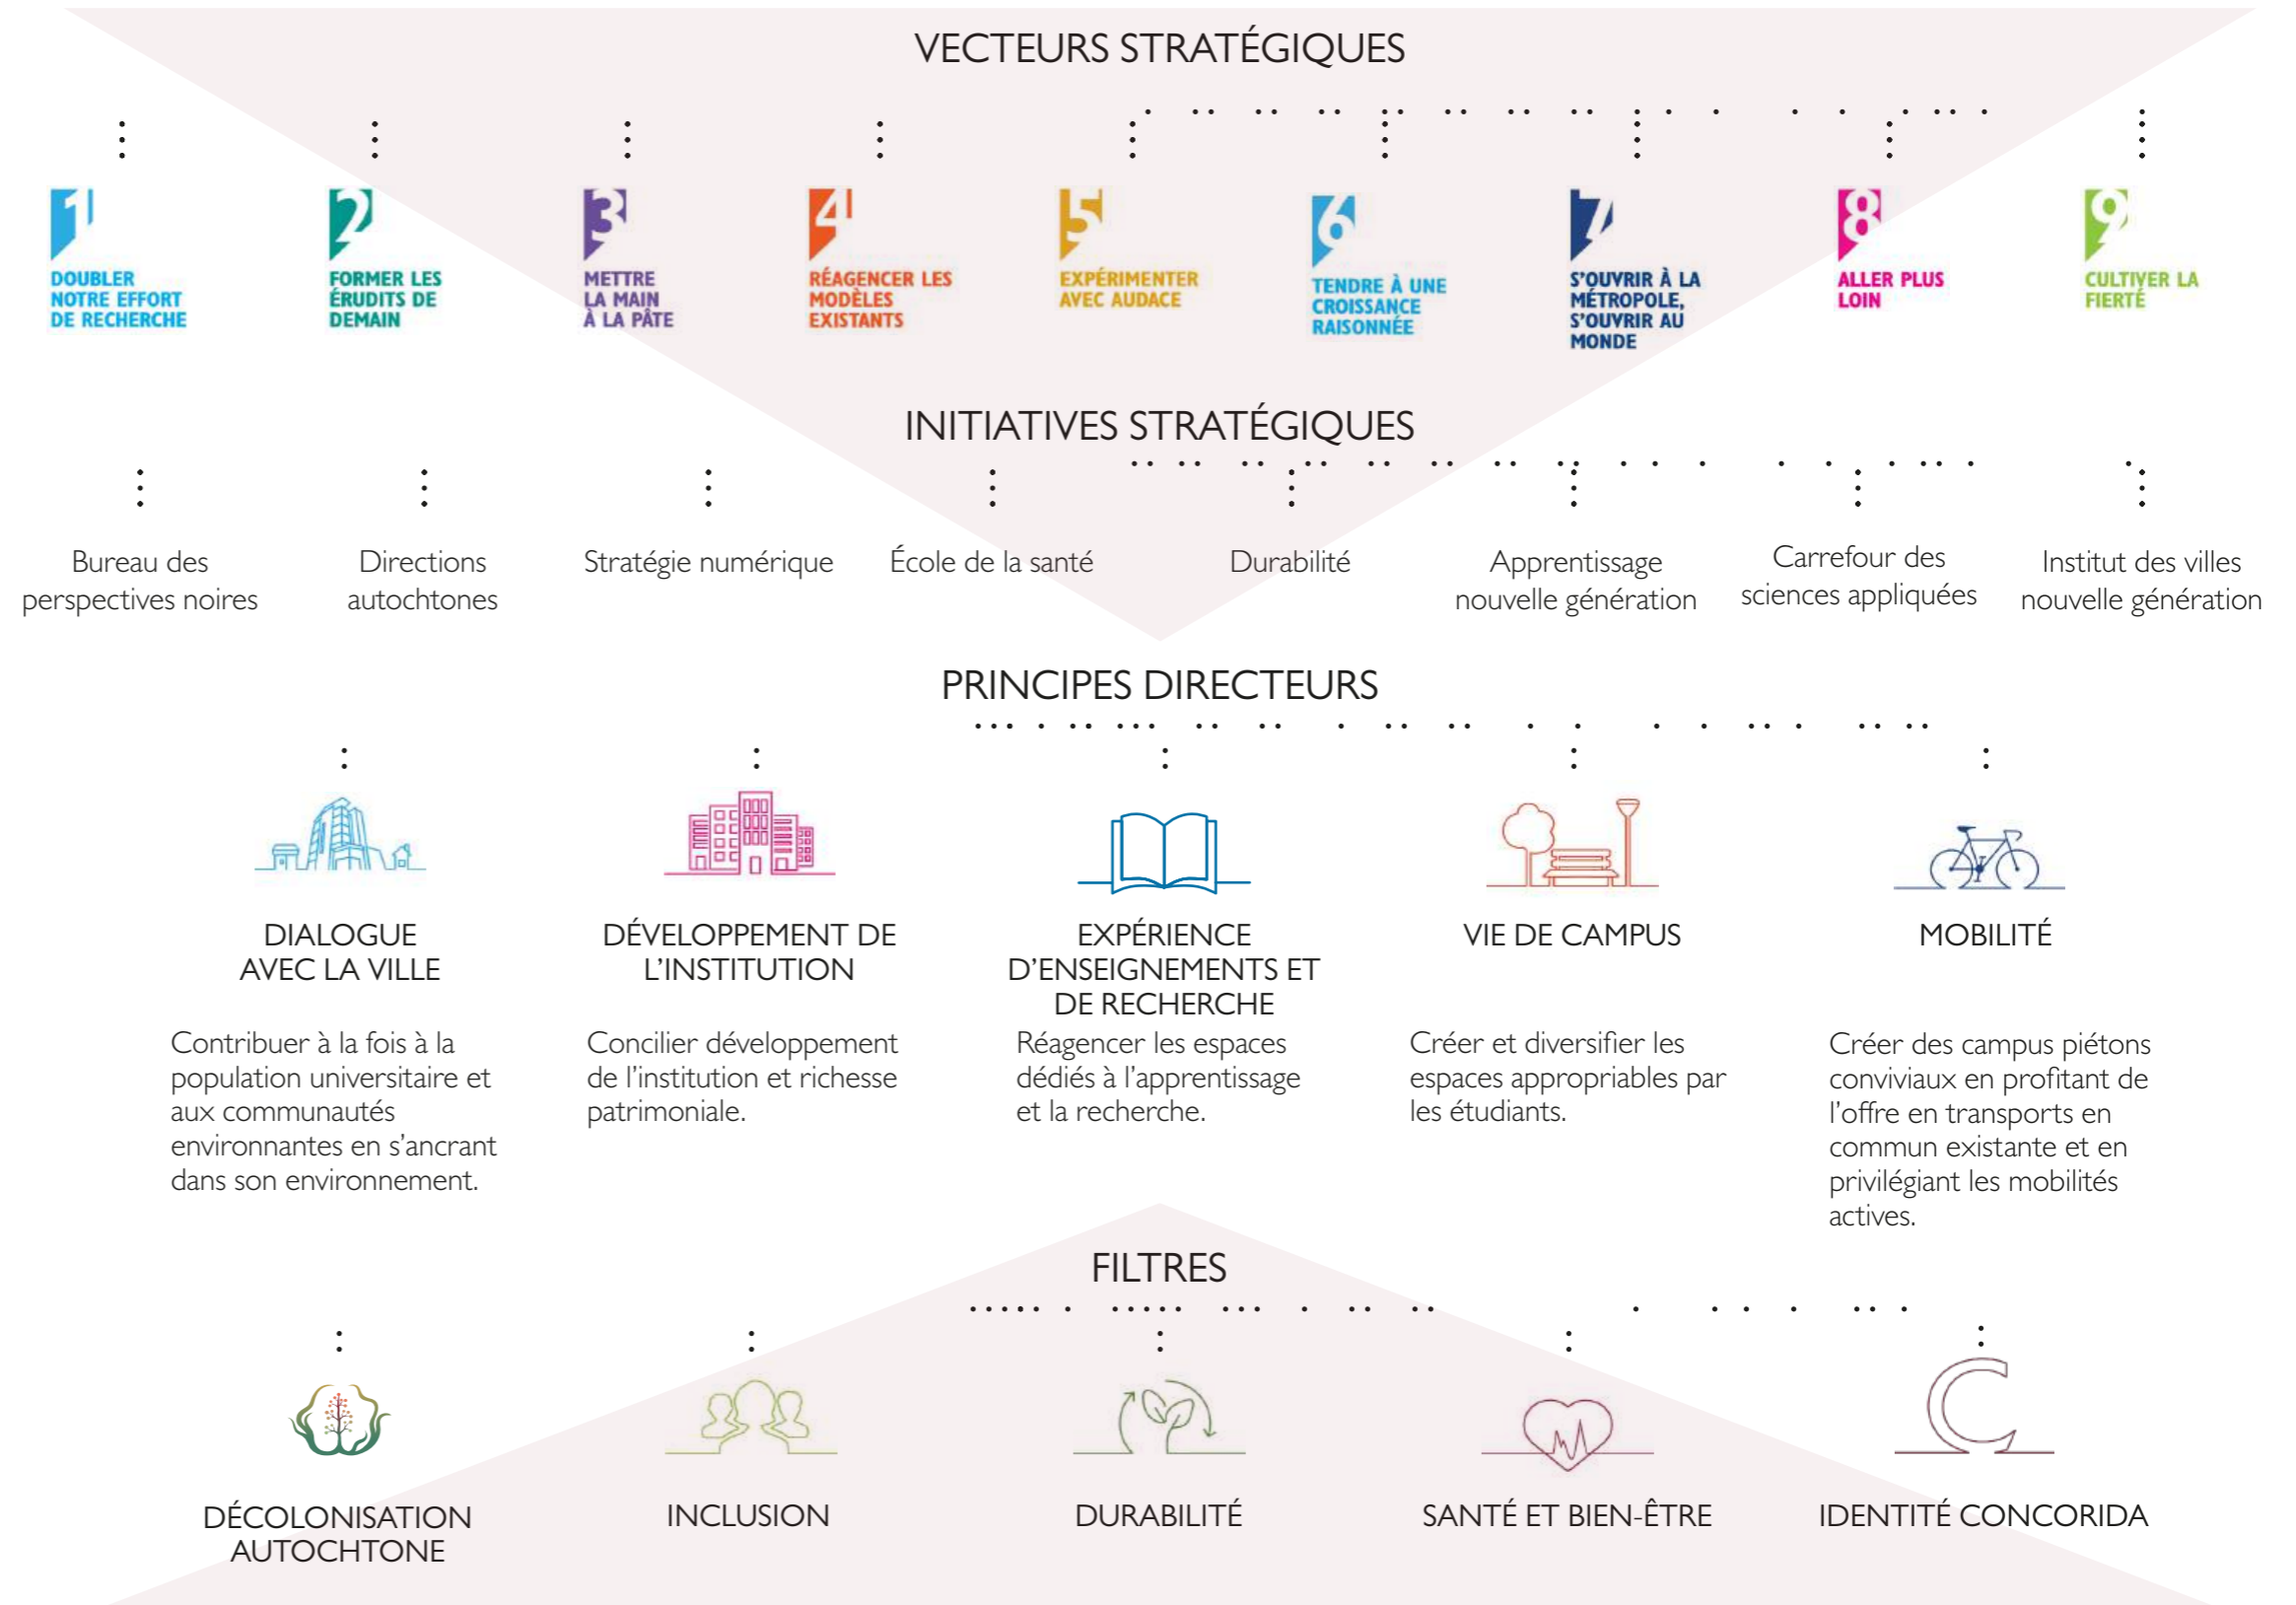 VECTEURS STRATÉGIQUES
1
DOUBLER
NOTRE EFFORT
DE RECHERCHE
2
FORMER LES
ÉRUDITS DE
DEMAIN
3
METTRE
LA MAIN
À LA PÂTE
4
RÉAGENCER LES
MODÈLES
EXISTANTS
5
EXPÉRIMENTER
AVEC AUDACE
6
TENDRE À UNE
CROISSANCE
RAISONNÉE
7
S'OUVRIR À LA
MÉTROPOLE,
S'OUVRIR AU
MONDE
8
ALLER PLUS
LOIN
9
CULTIVER LA
FIERTÉ
INITIATIVES STRATÉGIQUES
Bureau des
perspectives noires
Directions
autochtones
Stratégie numérique
École de la santé
Durabilité
Apprentissage
nouvelle génération
Carrefour des
sciences appliquées
Institut des villes
nouvelle génération
PRINCIPES DIRECTEURS
DIALOGUE
AVEC LA VILLE
Contribuer à la fois à la
population universitaire et
aux communautés
environnantes en s'ancrant
dans son environnement.
DÉVELOPPEMENT DE
L'INSTITUTION
Concilier développement
de l'institution et richesse
patrimoniale.
EXPÉRIENCE
D'ENSEIGNEMENTS ET
DE RECHERCHE
Réagencer les espaces
dédiés à l'apprentissage
et la recherche.
VIE DE CAMPUS
Créer et diversifier les
espaces appropriables par
les étudiants.
MOBILITÉ
Créer des campus piétons
conviviaux en profitant de
l'offre en transports en
commun existante et en
privilégiant les mobilités
actives.
FILTRES
DÉCOLONISATION
AUTOCHTONE
INCLUSION
DURABILITÉ
SANTÉ ET BIEN-ÊTRE
IDENTITÉ CONCORIDA